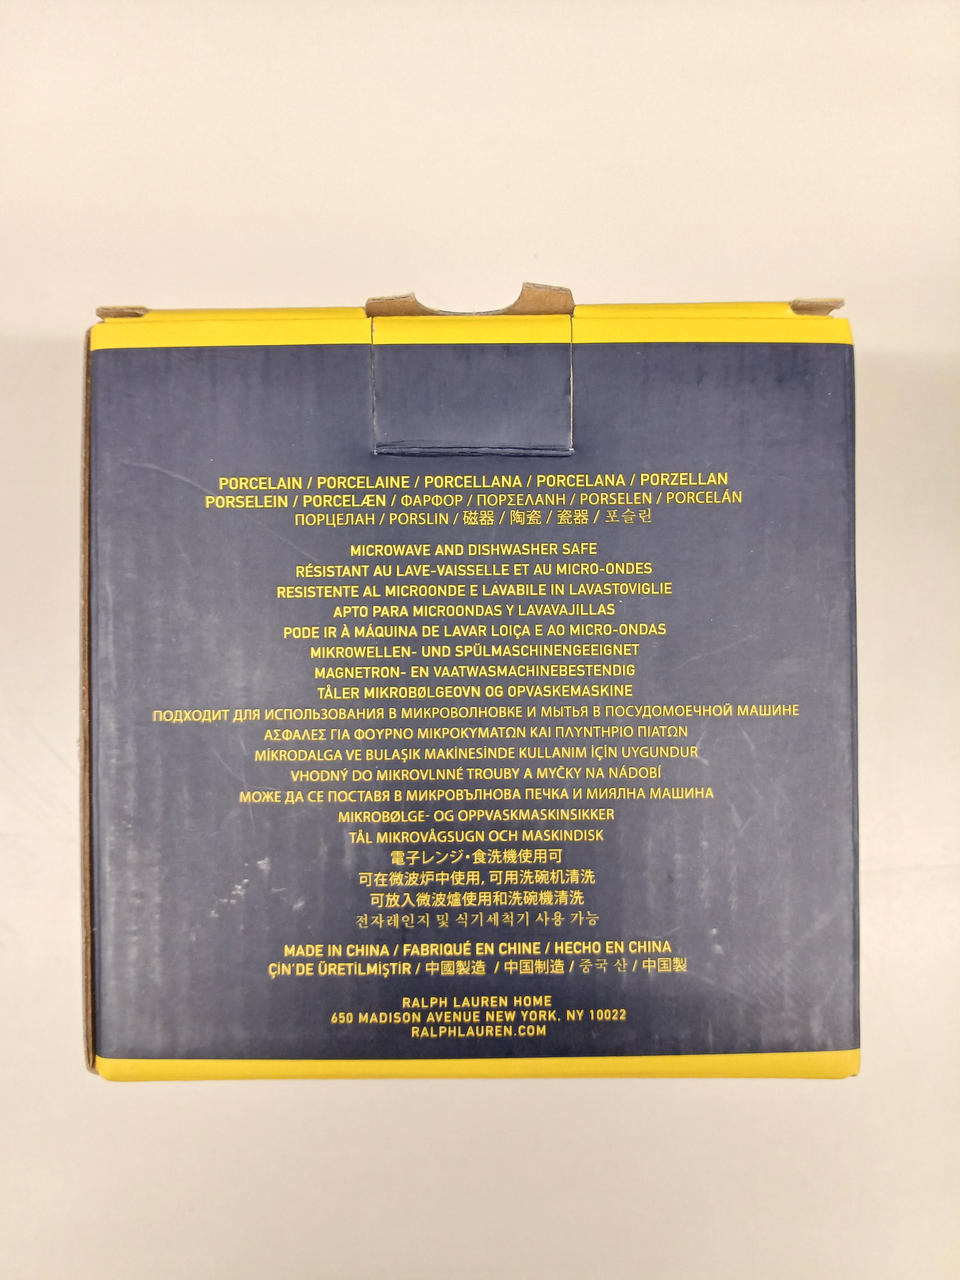 PORCELAIN / PORCELAINE / PORCELLANA / PORCELANA / PORZELLAN
PORSELEIN / PORCELÆN / ФАРФОР / ΠΟΡΣΕΛΑΝΗ / PORSELEN / PORCELÁN
ПОРЦЕЛАН / PORSLIN / 磁器 / 陶瓷 / 瓷器 / 포슬린
MICROWAVE AND DISHWASHER SAFE
RÉSISTANT AU LAVE-VAISSELLE ET AU MICRO-ONDES
RESISTENTE AL MICROONDE E LAVABILE IN LAVASTOVIGLIE
APTO PARA MICROONDAS Y LAVAVAJILLAS
PODE IR À MÁQUINA DE LAVAR LOIÇA E AO MICRO-ONDAS
MIKROWELLEN- UND SPÜLMASCHINENGEEIGNET
MAGNETRON- EN VAATWASMACHINEBESTENDIG
TÅLER MIKROBØLGEOVN OG OPVASKEMASKINE
ПОДХОДИТ ДЛЯ ИСПОЛЬЗОВАНИЯ В МИКРОВОЛНОВКЕ И МЫТЬЯ В ПОСУДОМОЕЧНОЙ МАШИНЕ
ΑΣΦΑΛΕΣ ΓΙΑ ΦΟΥΡΝΟ ΜΙΚΡΟΚΥΜΑΤΩΝ ΚΑΙ ΠΛΥΝΤΗΡΙΟ ΠΙΑΤΩΝ
MİKRODALGA VE BULAŞIK MAKİNESİNDE KULLANIM İÇİN UYGUNDUR
VHODNÝ DO MIKROVLNNÉ TROUBY A MYČKY NA NÁDOBÍ
МОЖЕ ДА СЕ ПОСТАВЯ В МИКРОВЪЛНОВА ПЕЧКА И МИЯЛНА МАШИНА
MIKROBØLGE- OG OPPVASKMASKINSIKKER
TÅL MIKROVÅGSUGN OCH MASKINDISK
電子レンジ・食洗機使用可
可在微波炉中使用, 可用洗碗机清洗
可放入微波爐使用和洗碗機清洗
전자레인지 및 식기세척기 사용 가능
MADE IN CHINA / FABRIQUÉ EN CHINE / HECHO EN CHINA
ÇİN'DE ÜRETİLMİŞTİR / 中國製造 / 中国制造 / 중국 산 / 中国製
RALPH LAUREN HOME
650 MADISON AVENUE NEW YORK, NY 10022
RALPHLAUREN.COM